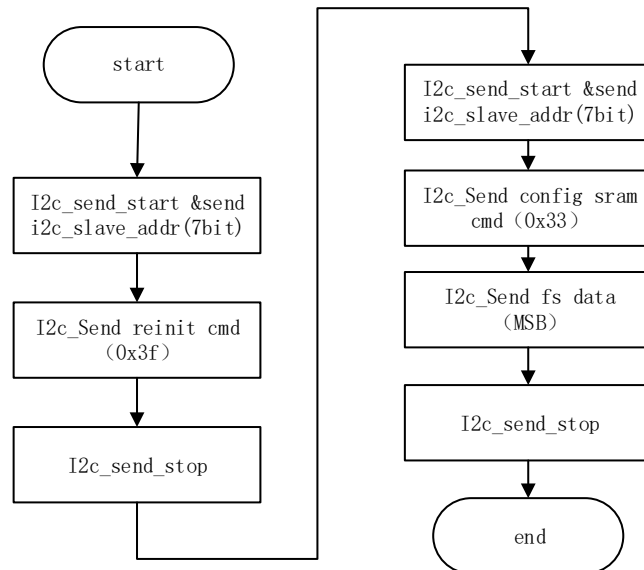 start
I2c_send_start &send
i2c_slave_addr(7bit)
I2c_Send reinit cmd
（0x3f）
I2c_send_stop
I2c_send_start &send
i2c_slave_addr(7bit)
I2c_Send config sram
cmd（0x33）
I2c_Send fs data
（MSB）
I2c_send_stop
end